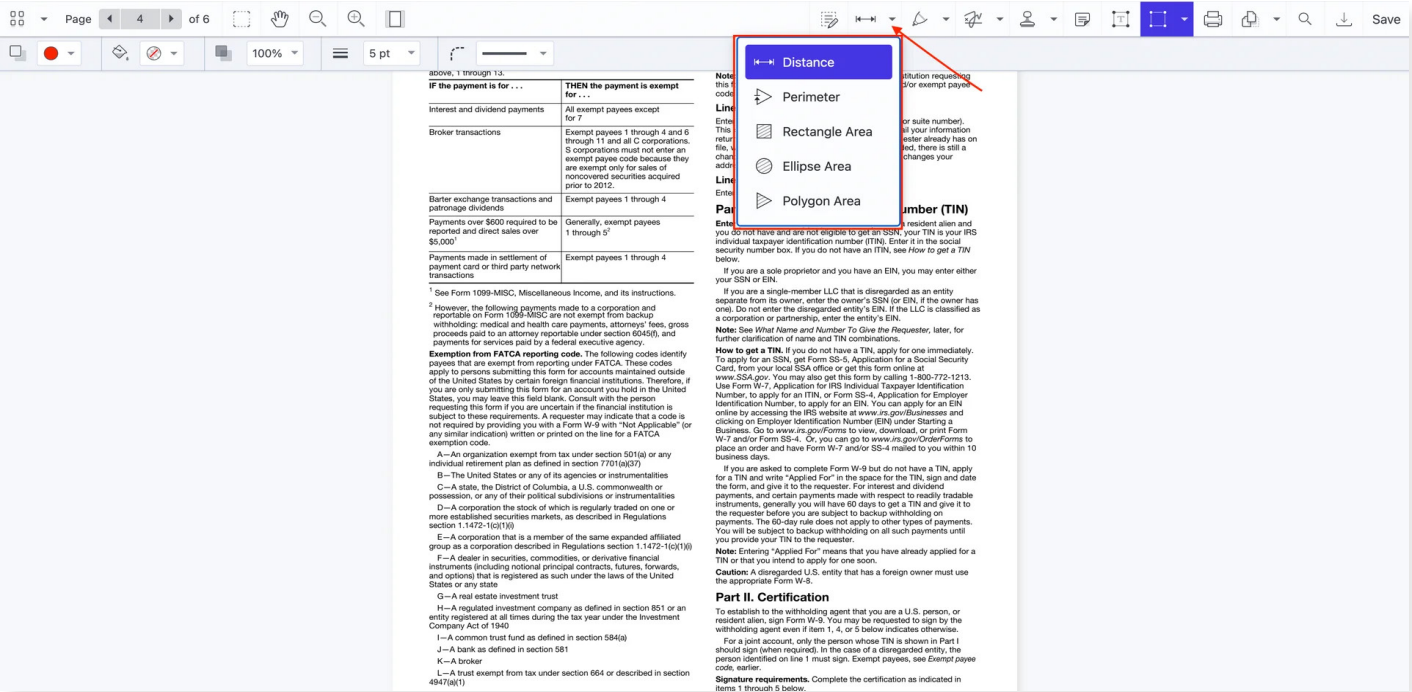 Page 4 of 6 Save
100% 5 pt
Distance
Perimeter
Rectangle Area
Ellipse Area
Polygon Area
above, 1 through 13.
IF the payment is for . . . THEN the payment is exempt
for . . .
Interest and dividend payments All exempt payees except
for 7
Broker transactions Exempt payees 1 through 4 and 6
through 11 and all C corporations.
S corporations must not enter an
exempt payee code because they
are exempt only for sales of
noncovered securities acquired
prior to 2012.
Barter exchange transactions and Exempt payees 1 through 4
patronage dividends
Payments over $600 required to be Generally, exempt payees
reported and direct sales over 1 through 5²
$5,000¹
Payments made in settlement of Exempt payees 1 through 4
payment card or third party network
transactions
¹ See Form 1099-MISC, Miscellaneous Income, and its instructions.
² However, the following payments made to a corporation and
reportable on Form 1099-MISC are not exempt from backup
withholding: medical and health care payments, attorneys’ fees, gross
proceeds paid to an attorney reportable under section 6045(f), and
payments for services paid by a federal executive agency.
Exemption from FATCA reporting code. The following codes identify
payees that are exempt from reporting under FATCA. These codes
apply to persons submitting this form for accounts maintained outside
of the United States by certain foreign financial institutions. Therefore, if
you are only submitting this form for an account you hold in the United
States, you may leave this field blank. Consult with the person
requesting this form if you are uncertain if the financial institution is
subject to these requirements. A requester may indicate that a code is
not required by providing you with a Form W-9 with “Not Applicable” (or
any similar indication) written or printed on the line for a FATCA
exemption code.
A—An organization exempt from tax under section 501(a) or any
individual retirement plan as defined in section 7701(a)(37)
B—The United States or any of its agencies or instrumentalities
C—A state, the District of Columbia, a U.S. commonwealth or
possession, or any of their political subdivisions or instrumentalities
D—A corporation the stock of which is regularly traded on one or
more established securities markets, as described in Regulations
section 1.1472-1(c)(1)(i)
E—A corporation that is a member of the same expanded affiliated
group as a corporation described in Regulations section 1.1472-1(c)(1)(i)
F—A dealer in securities, commodities, or derivative financial
instruments (including notional principal contracts, futures, forwards,
and options) that is registered as such under the laws of the United
States or any state
G—A real estate investment trust
H—A regulated investment company as defined in section 851 or an
entity registered at all times during the tax year under the Investment
Company Act of 1940
I—A common trust fund as defined in section 584(a)
J—A bank as defined in section 581
K—A broker
L—A trust exempt from tax under section 664 or described in section
4947(a)(1)
Note stitution requesting
this f d/or exempt payee
code
Line
Ente or suite number).
This ail your information
retur ester already has on
file, led, there is still a
chan changes your
addre
Line
Ente
Par umber (TIN)
Ente resident alien and
you do not have and are not eligible to get an SSN, your TIN is your IRS
individual taxpayer identification number (ITIN). Enter it in the social
security number box. If you do not have an ITIN, see How to get a TIN
below.
If you are a sole proprietor and you have an EIN, you may enter either
your SSN or EIN.
If you are a single-member LLC that is disregarded as an entity
separate from its owner, enter the owner’s SSN (or EIN, if the owner has
one). Do not enter the disregarded entity’s EIN. If the LLC is classified as
a corporation or partnership, enter the entity’s EIN.
Note: See What Name and Number To Give the Requester, later, for
further clarification of name and TIN combinations.
How to get a TIN. If you do not have a TIN, apply for one immediately.
To apply for an SSN, get Form SS-5, Application for a Social Security
Card, from your local SSA office or get this form online at
www.SSA.gov. You may also get this form by calling 1-800-772-1213.
Use Form W-7, Application for IRS Individual Taxpayer Identification
Number, to apply for an ITIN, or Form SS-4, Application for Employer
Identification Number, to apply for an EIN. You can apply for an EIN
online by accessing the IRS website at www.irs.gov/Businesses and
clicking on Employer Identification Number (EIN) under Starting a
Business. Go to www.irs.gov/Forms to view, download, or print Form
W-7 and/or Form SS-4. Or, you can go to www.irs.gov/OrderForms to
place an order and have Form W-7 and/or SS-4 mailed to you within 10
business days.
If you are asked to complete Form W-9 but do not have a TIN, apply
for a TIN and write “Applied For” in the space for the TIN, sign and date
the form, and give it to the requester. For interest and dividend
payments, and certain payments made with respect to readily tradable
instruments, generally you will have 60 days to get a TIN and give it to
the requester before you are subject to backup withholding on
payments. The 60-day rule does not apply to other types of payments.
You will be subject to backup withholding on all such payments until
you provide your TIN to the requester.
Note: Entering “Applied For” means that you have already applied for a
TIN or that you intend to apply for one soon.
Caution: A disregarded U.S. entity that has a foreign owner must use
the appropriate Form W-8.
Part II. Certification
To establish to the withholding agent that you are a U.S. person, or
resident alien, sign Form W-9. You may be requested to sign by the
withholding agent even if item 1, 4, or 5 below indicates otherwise.
For a joint account, only the person whose TIN is shown in Part I
should sign (when required). In the case of a disregarded entity, the
person identified on line 1 must sign. Exempt payees, see Exempt payee
code, earlier.
Signature requirements. Complete the certification as indicated in
items 1 through 5 below.